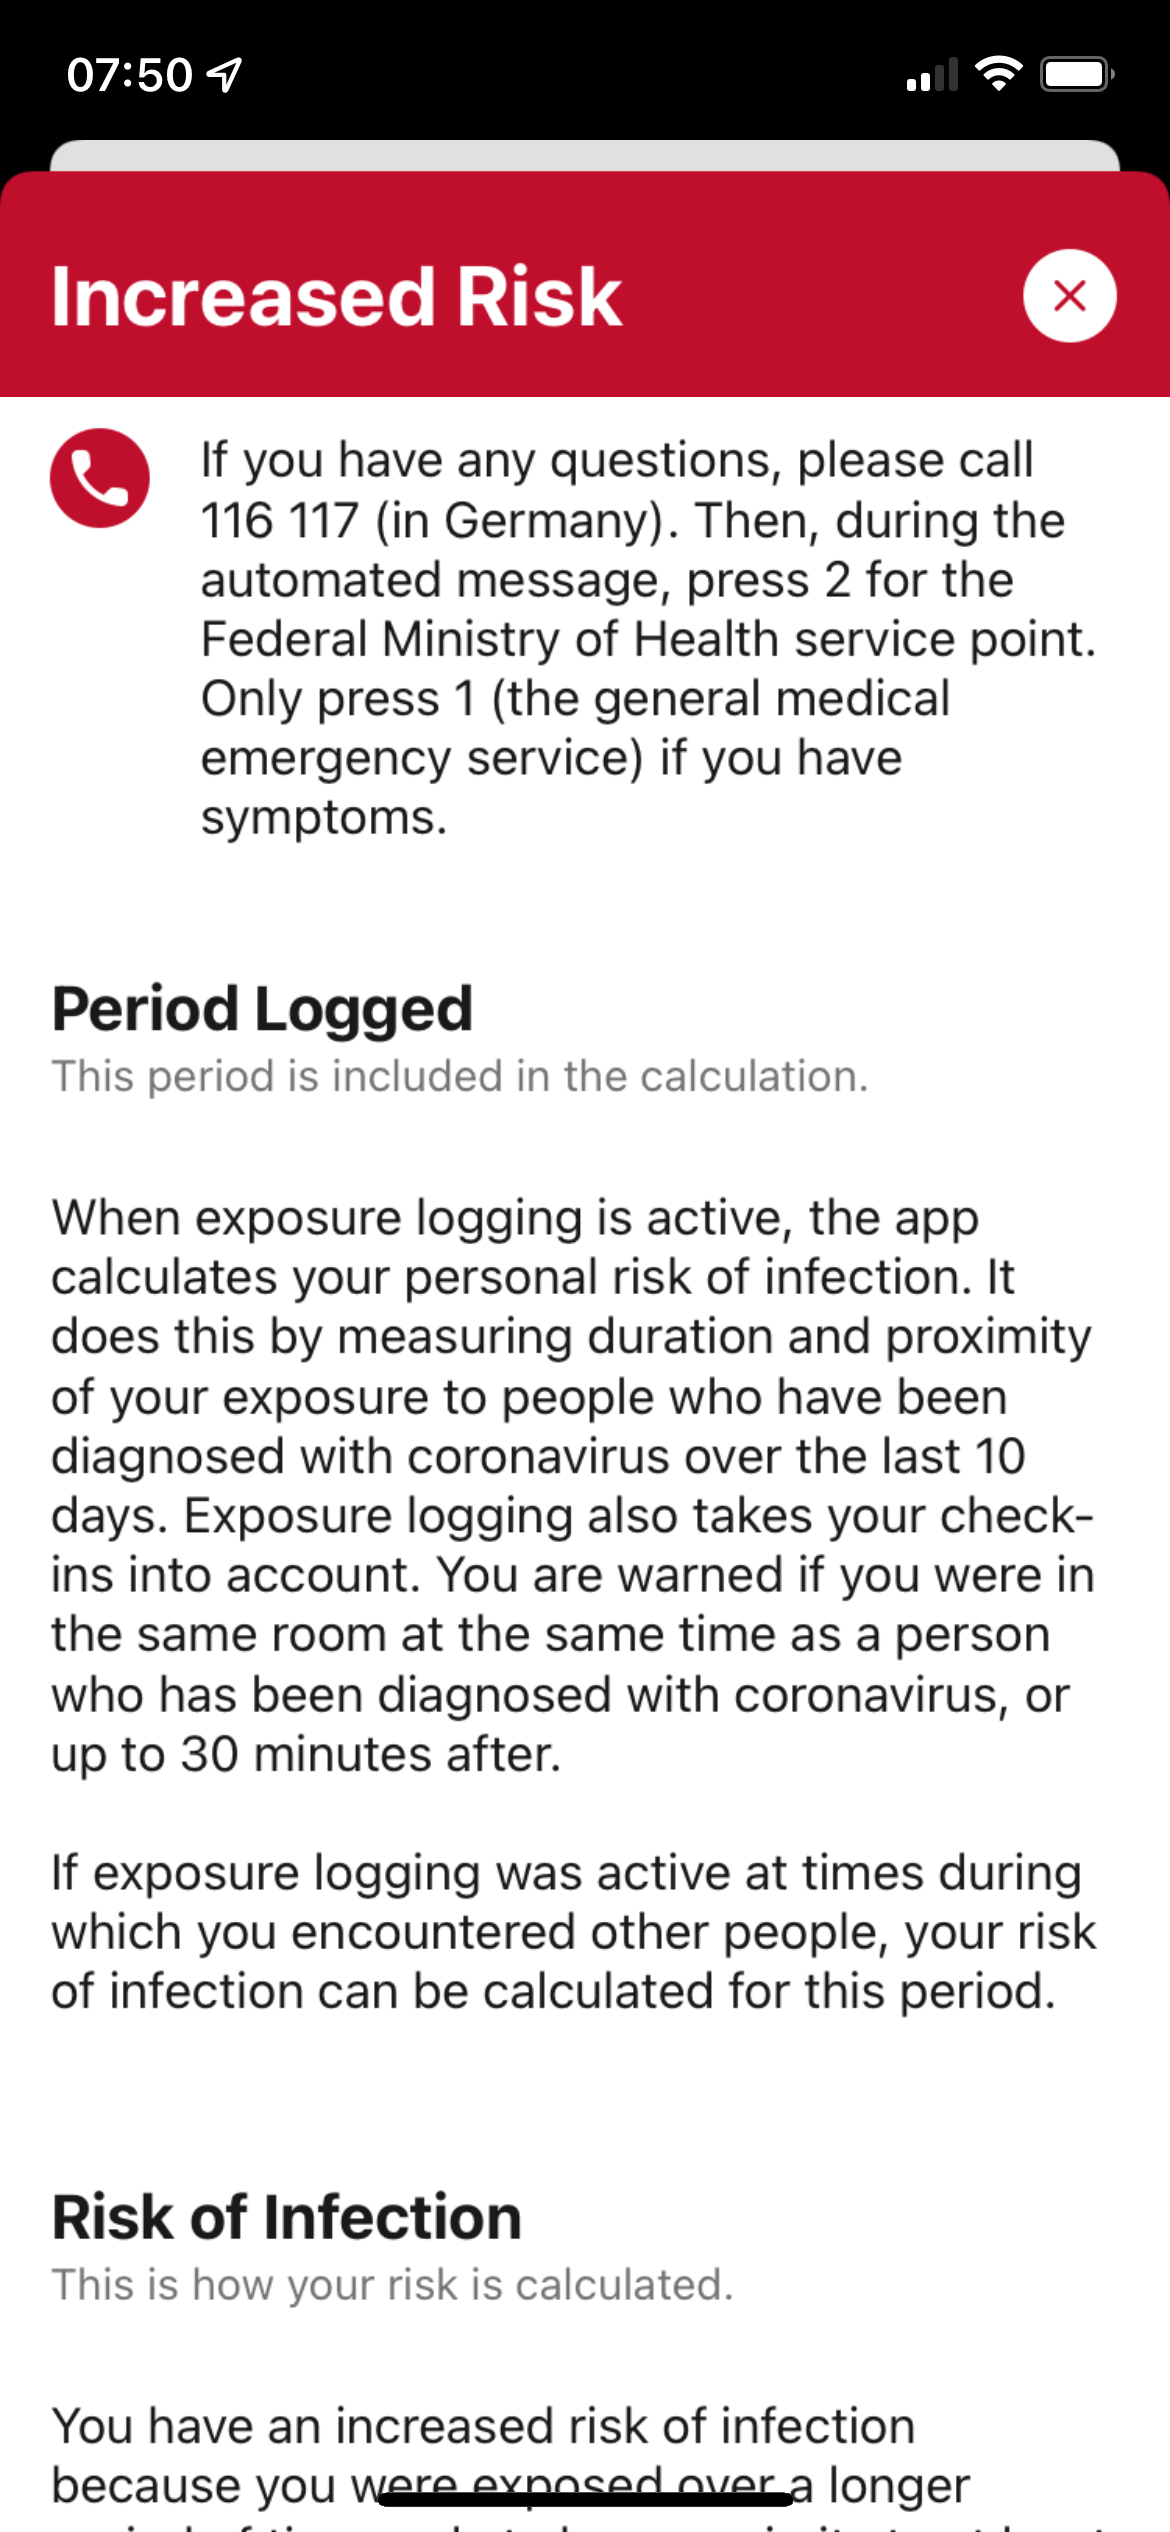 07:50
Increased Risk
If you have any questions, please call
116 117 (in Germany). Then, during the
automated message, press 2 for the
Federal Ministry of Health service point.
Only press 1 (the general medical
emergency service) if you have
symptoms.
Period Logged
This period is included in the calculation.
When exposure logging is active, the app
calculates your personal risk of infection. It
does this by measuring duration and proximity
of your exposure to people who have been
diagnosed with coronavirus over the last 10
days. Exposure logging also takes your check-
ins into account. You are warned if you were in
the same room at the same time as a person
who has been diagnosed with coronavirus, or
up to 30 minutes after.
If exposure logging was active at times during
which you encountered other people, your risk
of infection can be calculated for this period.
Risk of Infection
This is how your risk is calculated.
You have an increased risk of infection
because you were exposed over a longer